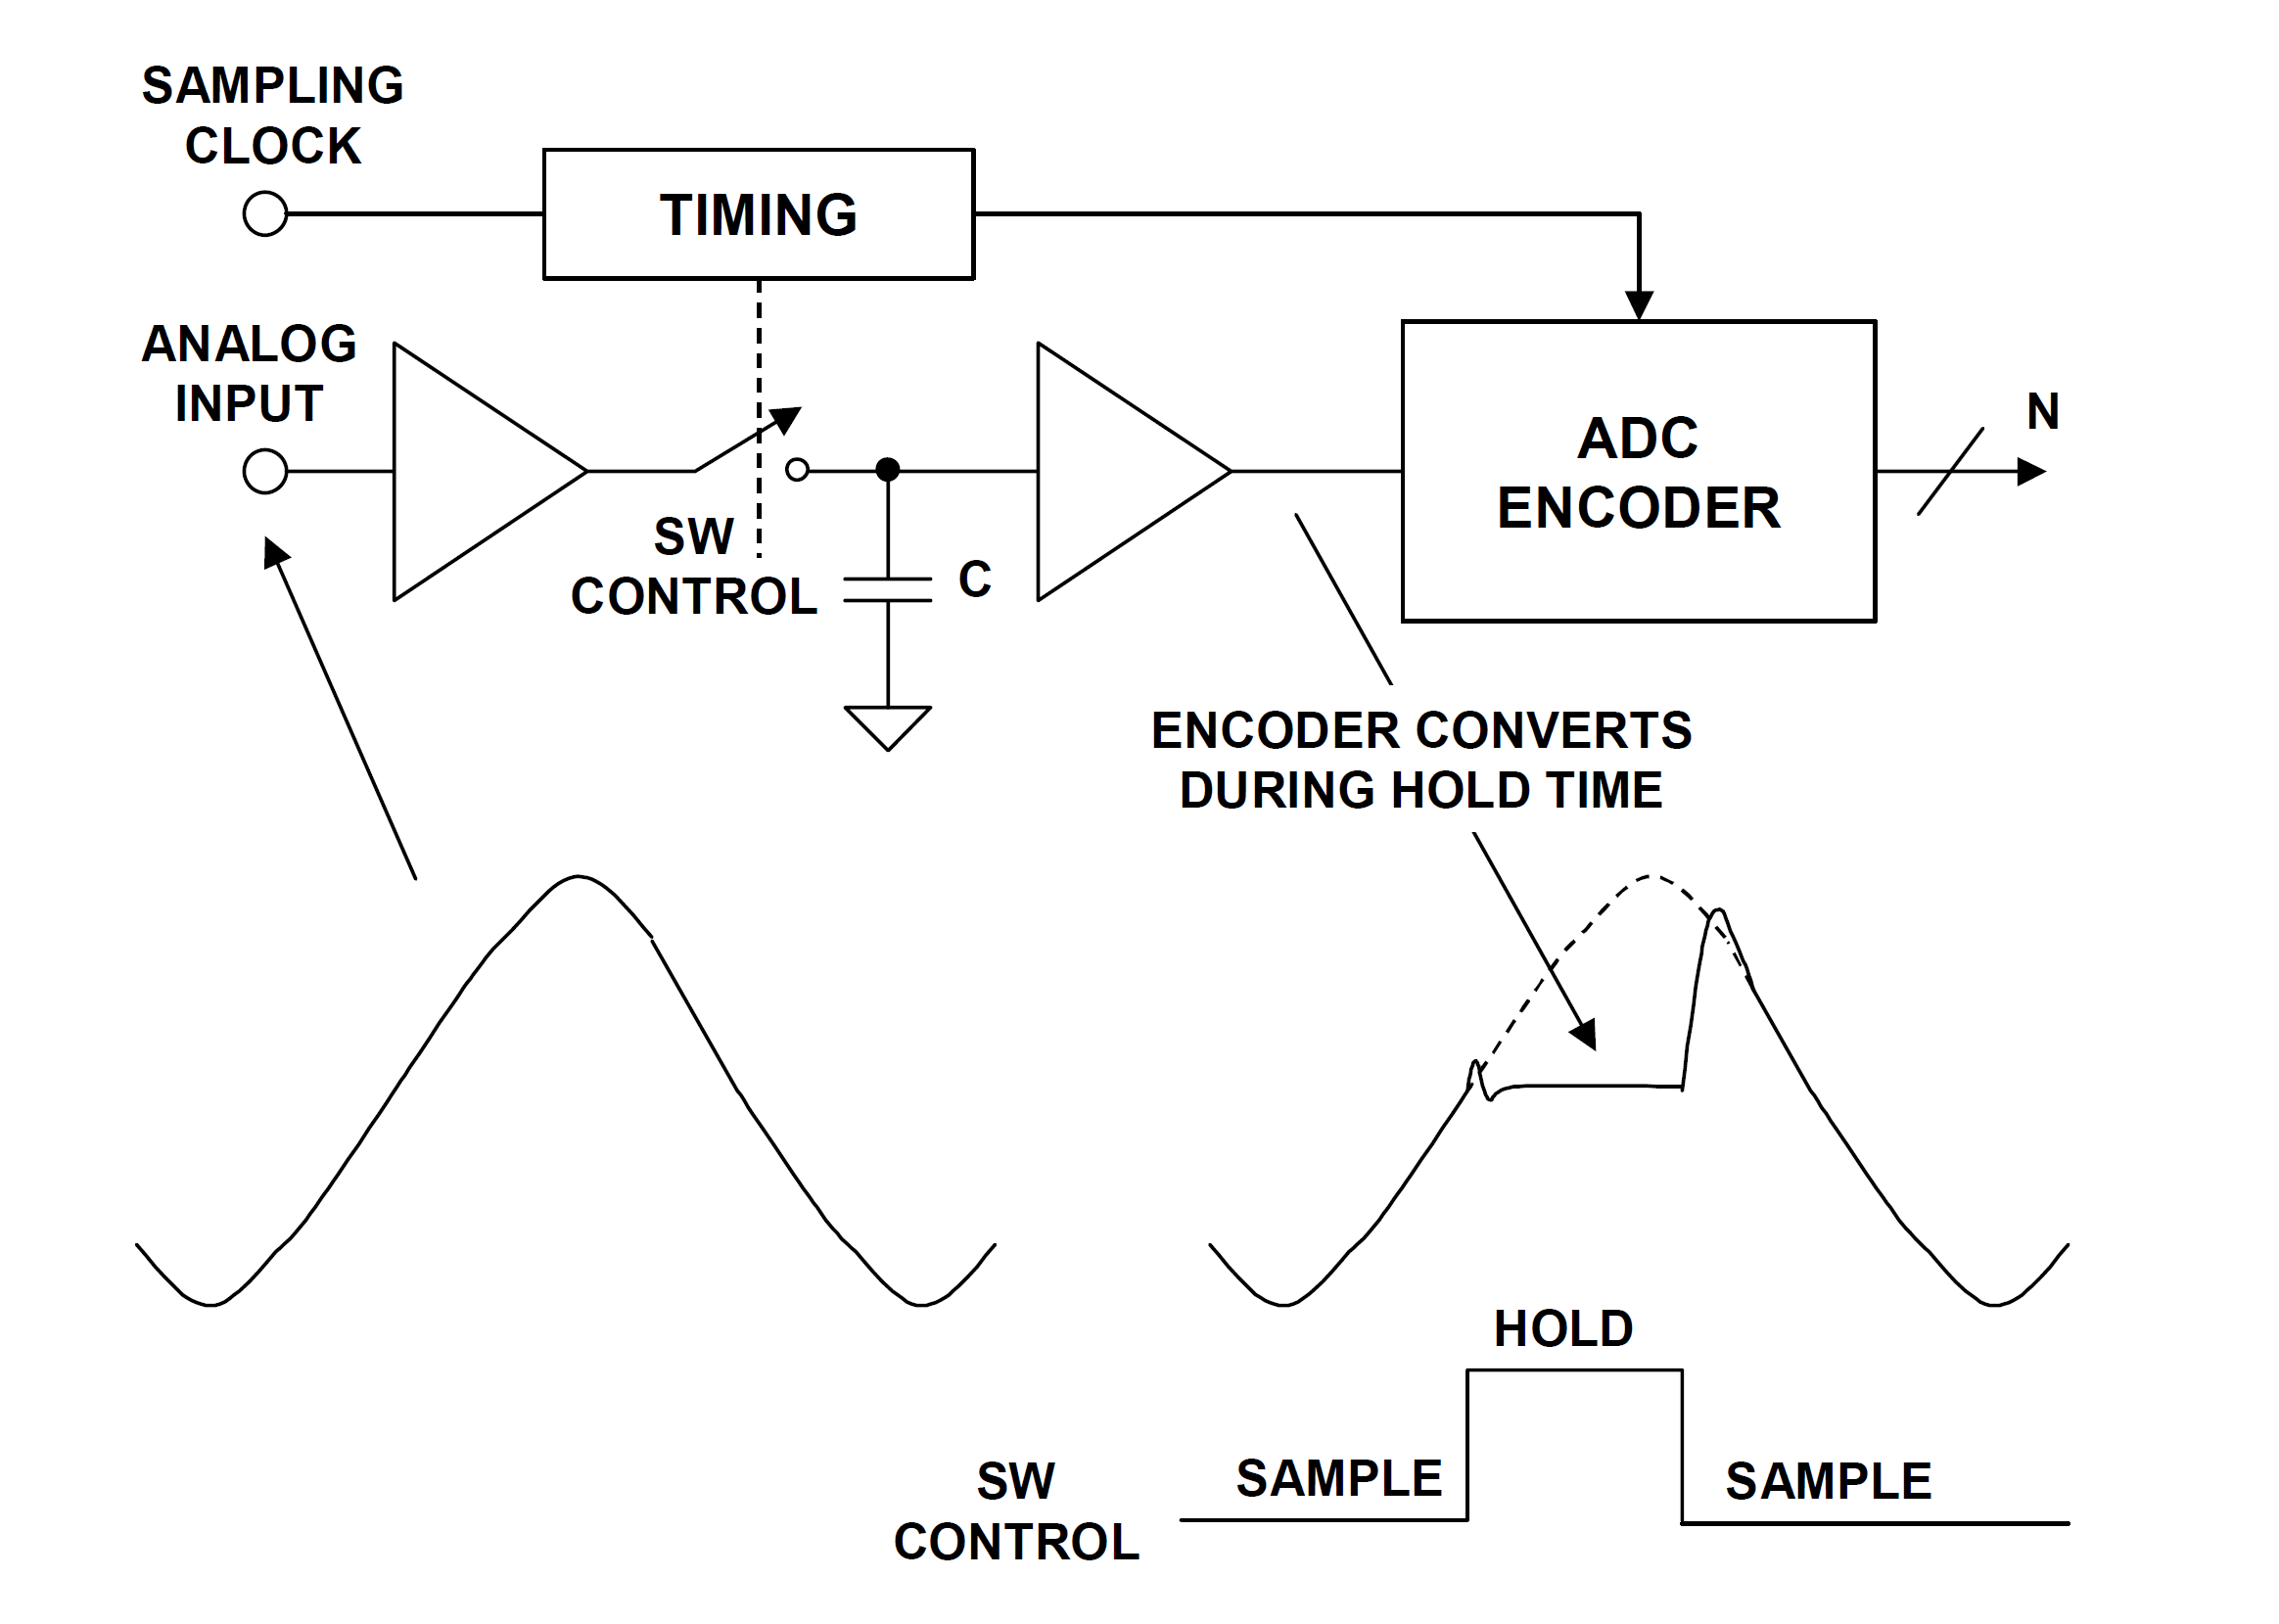 SAMPLING
CLOCK
TIMING
ANALOG
INPUT
SW
CONTROL
C
ADC
ENCODER
N
ENCODER CONVERTS
DURING HOLD TIME
HOLD
SW
CONTROL
SAMPLE
SAMPLE